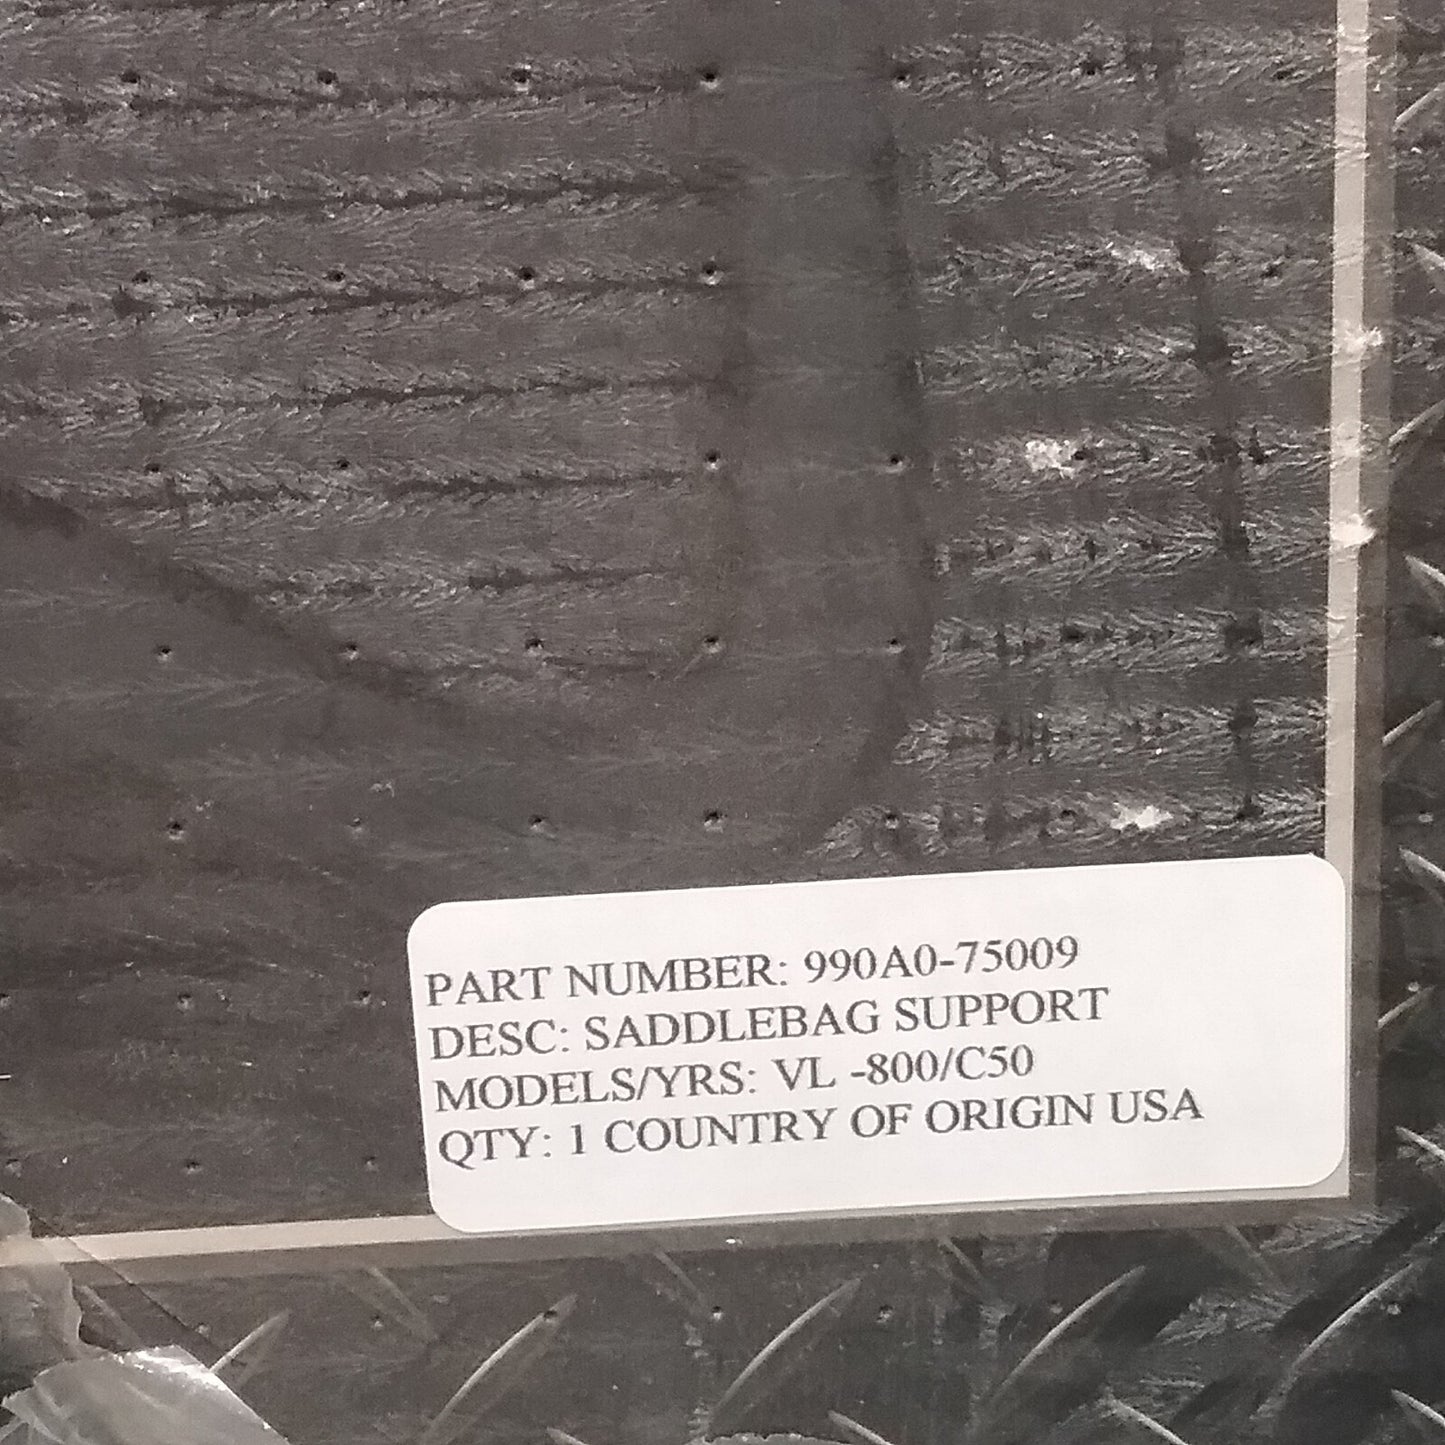 PART NUMBER: 990A0-75009
DESC: SADDLEBAG SUPPORT
MODELS/YRS: VL -800/C50
QTY: 1 COUNTRY OF ORIGIN USA